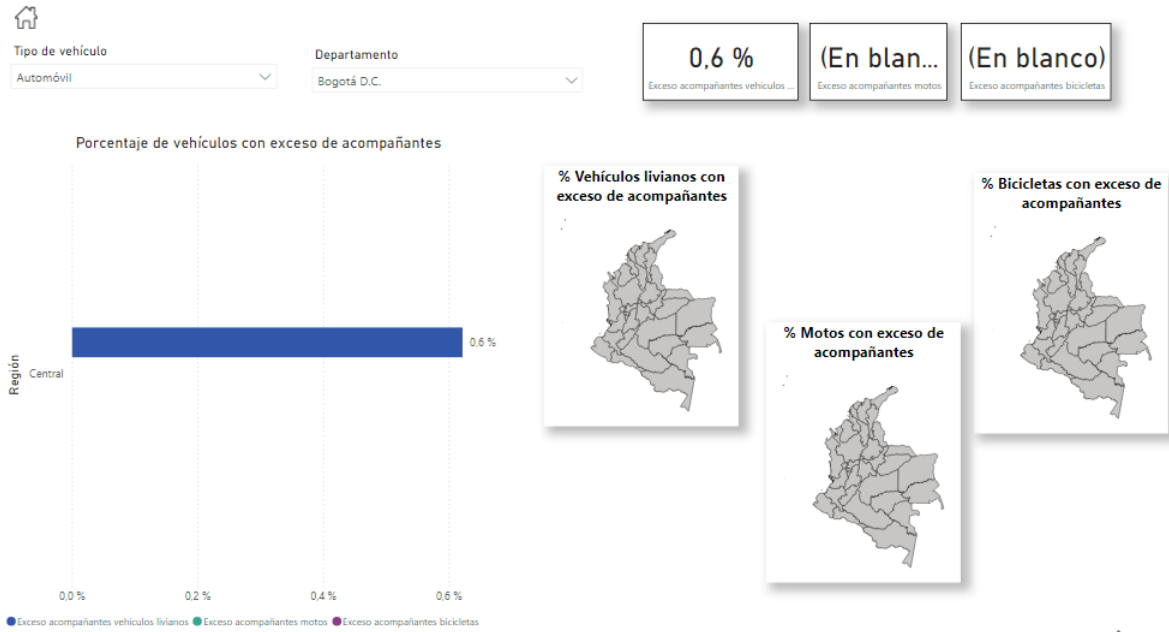 Tipo de vehículo
Automóvil
Departamento
Bogotá D.C.
0,6 %
Exceso acompañantes vehículos ...
(En blan...
Exceso acompañantes motos
(En blanco)
Exceso acompañantes bicicletas
Porcentaje de vehículos con exceso de acompañantes
Región
Central
0,6 %
0,0 %
0,2 %
0,4 %
0,6 %
Exceso acompañantes vehículos livianos
Exceso acompañantes motos
Exceso acompañantes bicicletas
% Vehículos livianos con
exceso de acompañantes
% Motos con exceso de
acompañantes
% Bicicletas con exceso de
acompañantes